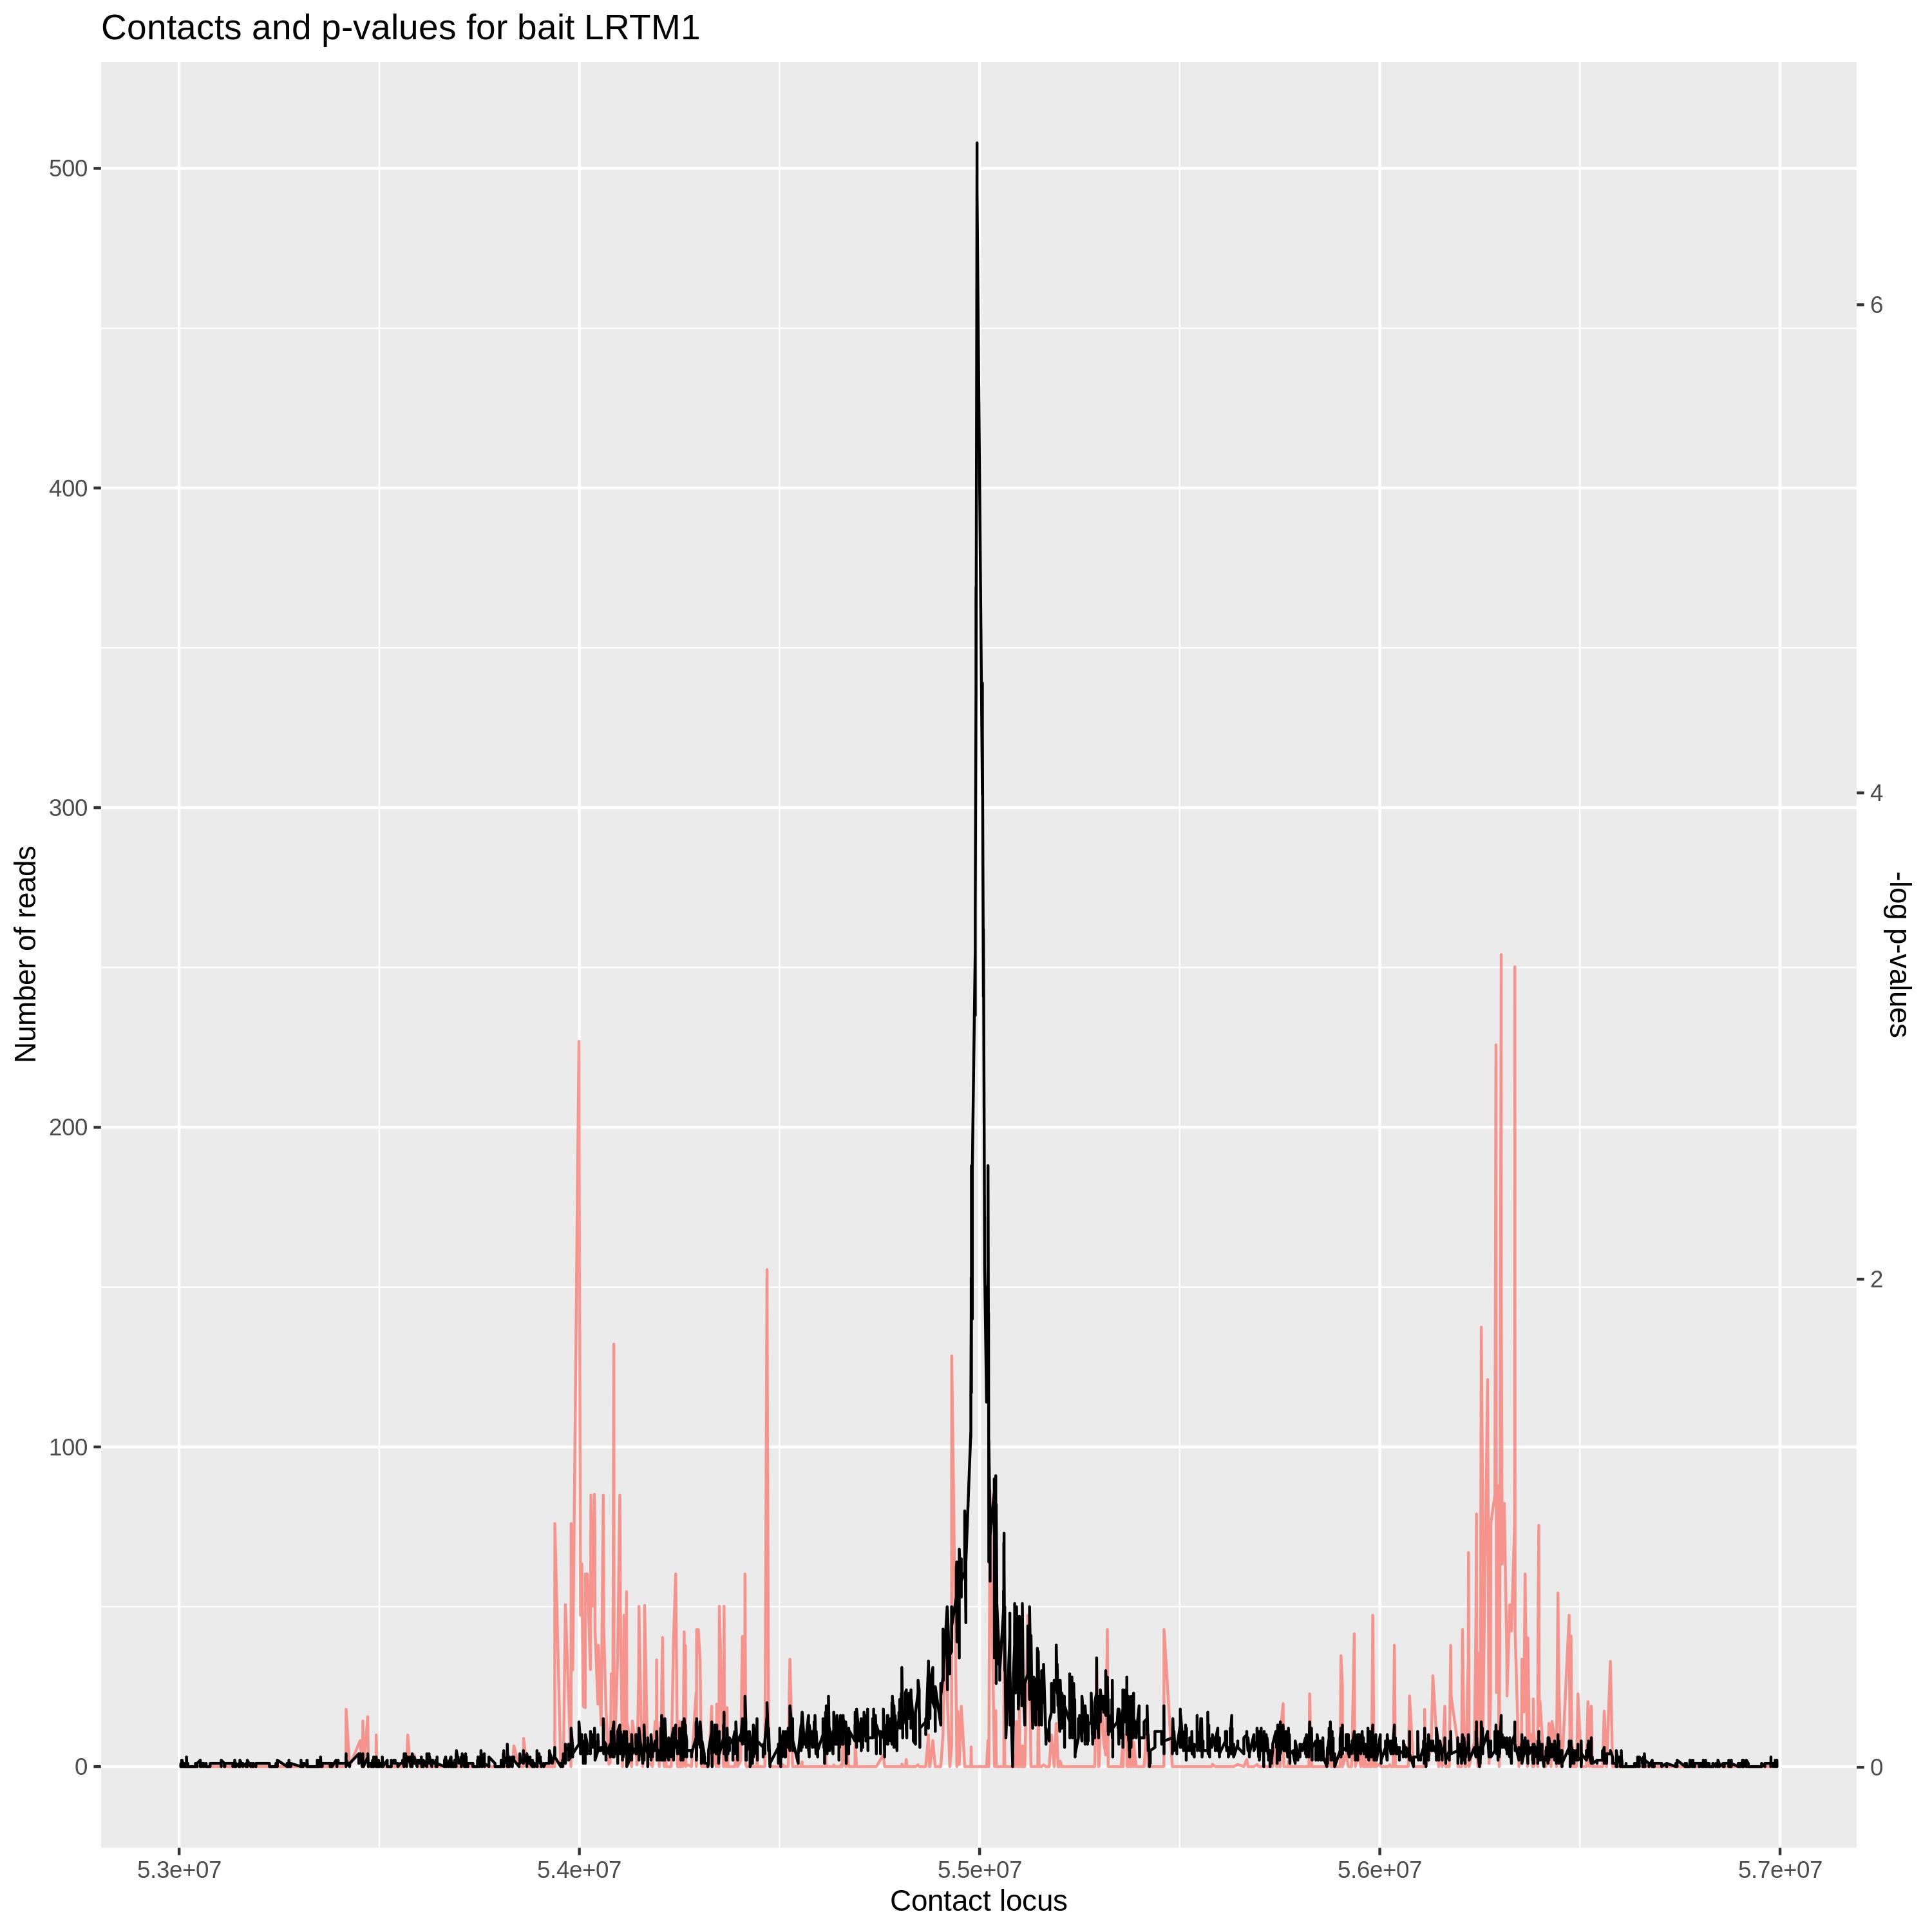 Contacts and p-values for bait LRTM1
500
400
300
200
100
0
Number of reads
6
4
2
0
-log p-values
5.3e+07
5.4e+07
5.5e+07
5.6e+07
5.7e+07
Contact locus